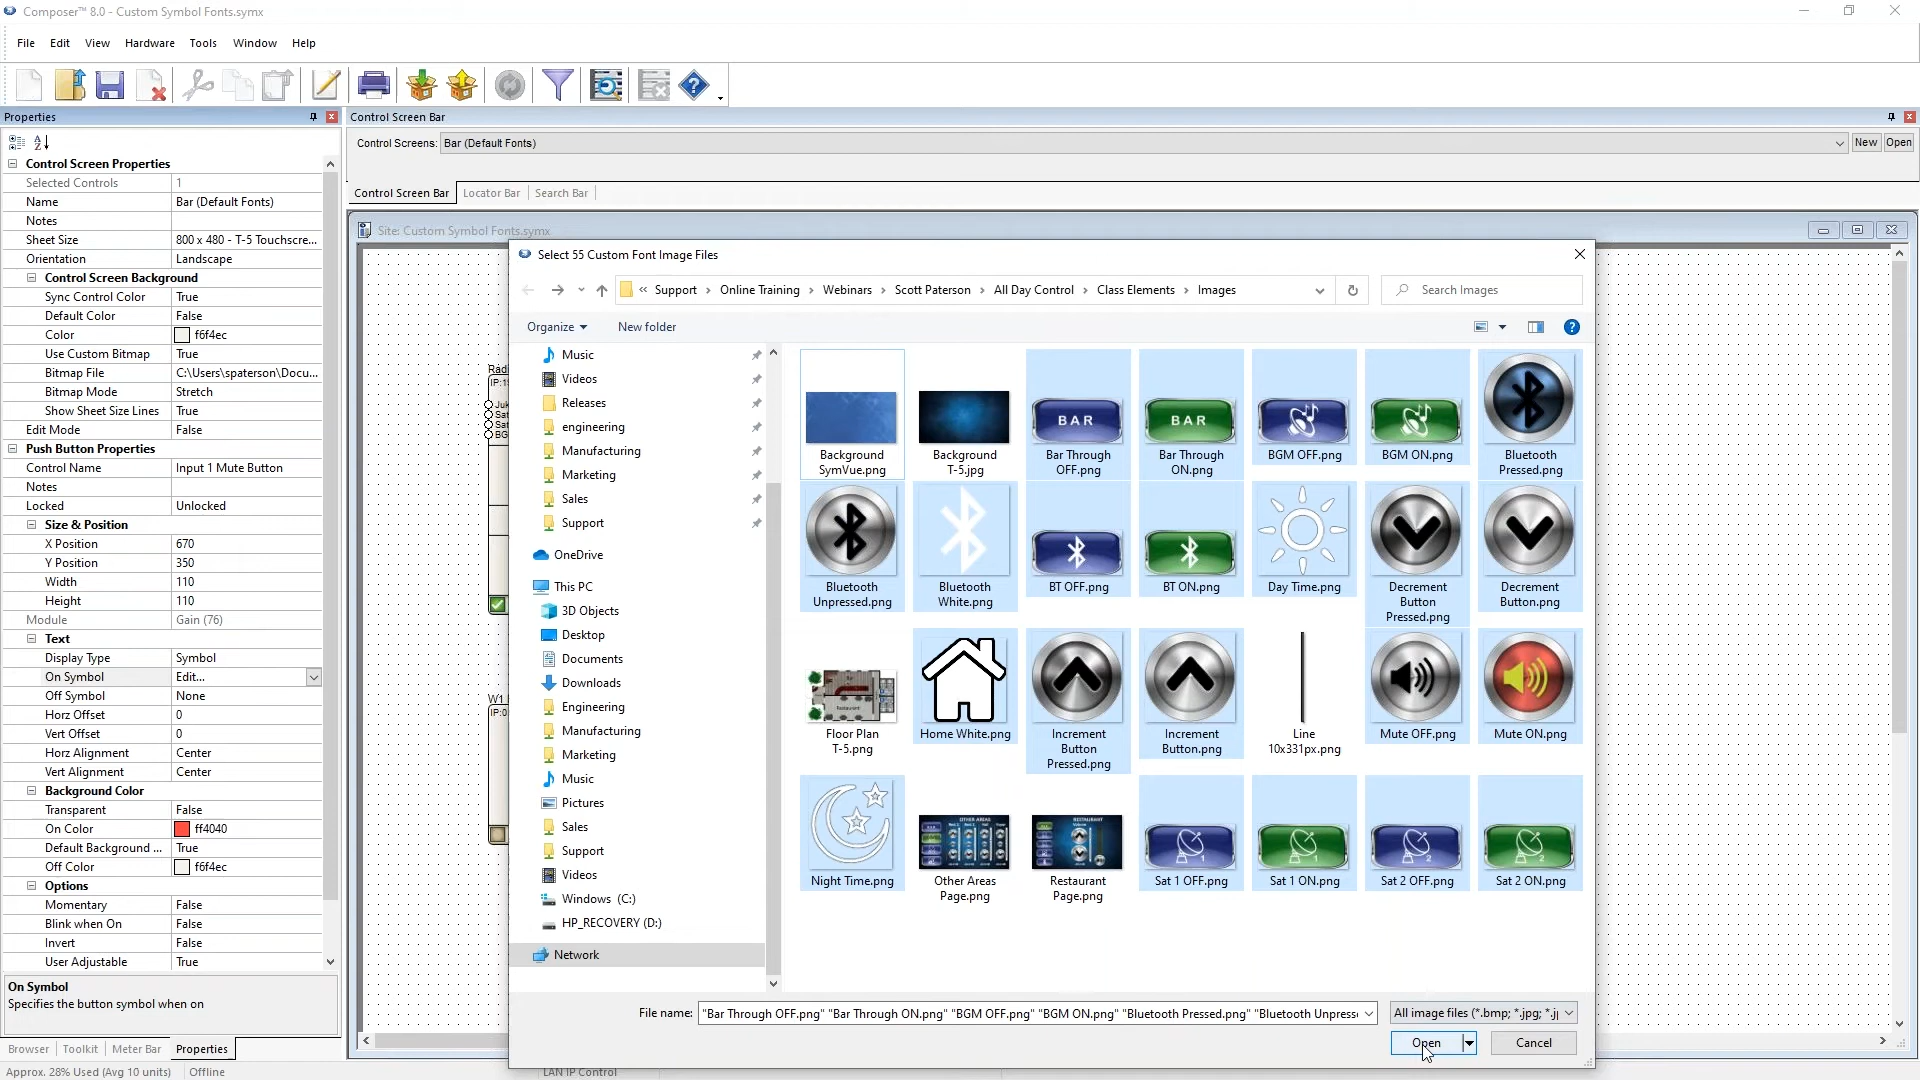 Composer™ 8.0 - Custom Symbol Fonts.symx
File Edit View Hardware Tools Window Help
Properties
Control Screen Properties
Selected Controls 1
Name Bar (Default Fonts)
Notes
Sheet Size 800 x 480 - T-5 Touchscre...
Orientation Landscape
Control Screen Background
Sync Control Color True
Default Color False
Color f6f4ec
Use Custom Bitmap True
Bitmap File C:\Users\spaterson\Docu...
Bitmap Mode Stretch
Show Sheet Size Lines True
Edit Mode False
Push Button Properties
Control Name Input 1 Mute Button
Notes
Locked Unlocked
Size & Position
X Position 670
Y Position 350
Width 110
Height 110
Module Gain (76)
Text
Display Type Symbol
On Symbol Edit...
Off Symbol None
Horz Offset 0
Vert Offset 0
Horz Alignment Center
Vert Alignment Center
Background Color
Transparent False
On Color ff4040
Default Background ... True
Off Color f6f4ec
Options
Momentary False
Blink when On False
Invert False
User Adjustable True
On Symbol
Specifies the button symbol when on
Browser Toolkit Meter Bar Properties
Approx. 28% Used (Avg 10 units) Offline
LAN IP Control
Control Screen Bar
Control Screens: Bar (Default Fonts) New Open
Control Screen Bar Locator Bar Search Bar
Site: Custom Symbol Fonts.symx
Select 55 Custom Font Image Files
« Support › Online Training › Webinars › Scott Paterson › All Day Control › Class Elements › Images
Search Images
Organize New folder
Music
Videos
Releases
engineering
Manufacturing
Marketing
Sales
Support
OneDrive
This PC
3D Objects
Desktop
Documents
Downloads
Engineering
Manufacturing
Marketing
Music
Pictures
Sales
Support
Videos
Windows (C:)
HP_RECOVERY (D:)
Network
BAR BAR
Background SymVue.png
Background T-5.jpg
Bar Through OFF.png
Bar Through ON.png
BGM OFF.png
BGM ON.png
Bluetooth Pressed.png
Bluetooth Unpressed.png
Bluetooth White.png
BT OFF.png
BT ON.png
Day Time.png
Decrement Button Pressed.png
Decrement Button.png
Floor Plan T-5.png
Home White.png
Increment Button Pressed.png
Increment Button.png
Line 10x331px.png
Mute OFF.png
Mute ON.png
Night Time.png
OTHER AREAS
Other Areas Page.png
RESTAURANT
Restaurant Page.png
Sat 1 OFF.png
Sat 1 ON.png
Sat 2 OFF.png
Sat 2 ON.png
File name: "Bar Through OFF.png" "Bar Through ON.png" "BGM OFF.png" "BGM ON.png" "Bluetooth Pressed.png" "Bluetooth Unpress
All image files (*.bmp; *.jpg; *.j
Open Cancel